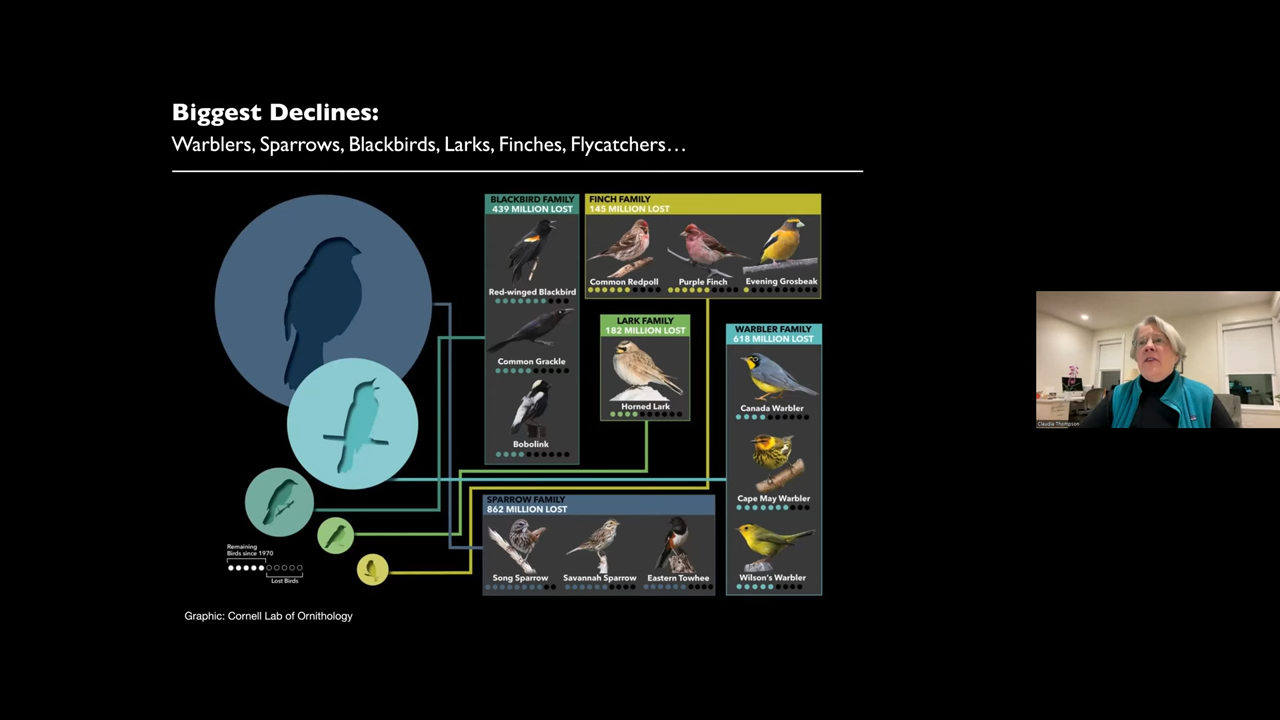 Biggest Declines:
Warblers, Sparrows, Blackbirds, Larks, Finches, Flycatchers…
BLACKBIRD FAMILY
439 MILLION LOST
Red-winged Blackbird
Common Grackle
Bobolink
FINCH FAMILY
145 MILLION LOST
Common Redpoll
Purple Finch
Evening Grosbeak
LARK FAMILY
182 MILLION LOST
Horned Lark
WARBLER FAMILY
618 MILLION LOST
Canada Warbler
Cape May Warbler
Wilson's Warbler
SPARROW FAMILY
862 MILLION LOST
Song Sparrow
Savannah Sparrow
Eastern Towhee
Remaining
Birds since 1970
Lost Birds
Graphic: Cornell Lab of Ornithology
Claudia Thompson